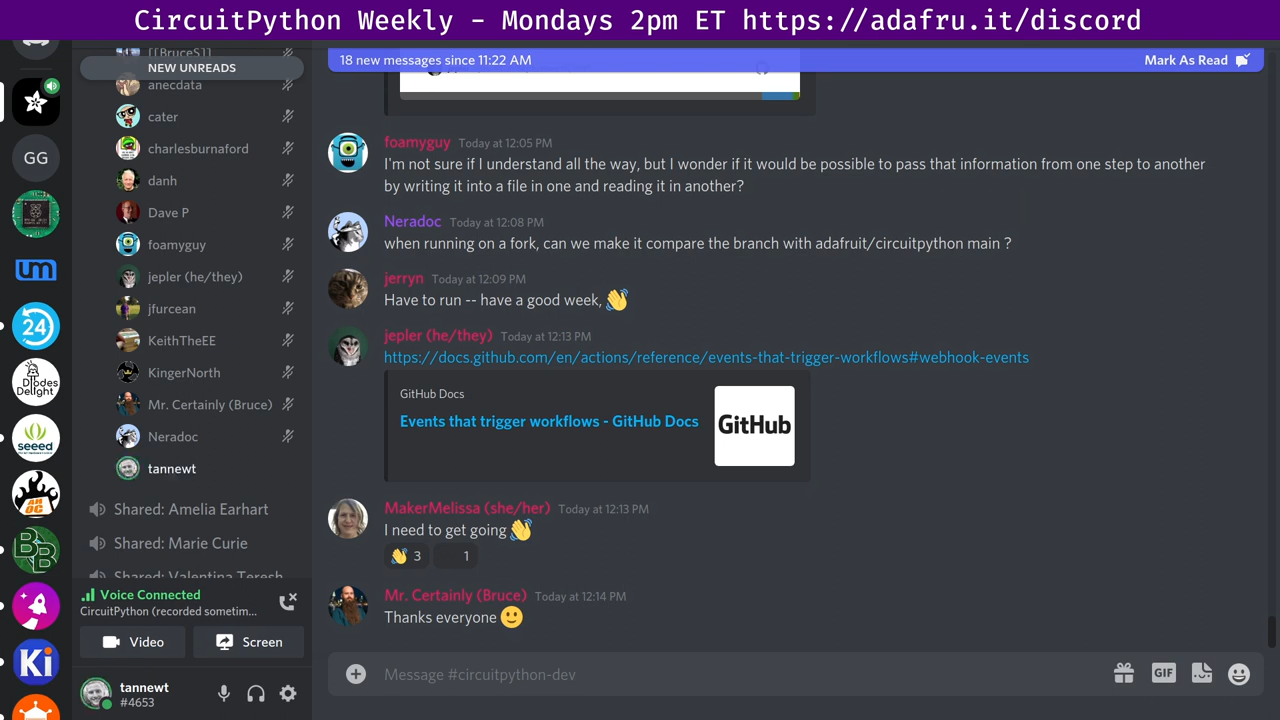 CircuitPython Weekly - Mondays 2pm ET https://adafru.it/discord
[[BruceS]]
NEW UNREADS
anecdata
cater
charlesburnaford
danh
Dave P
foamyguy
jepler (he/they)
jfurcean
KeithTheEE
KingerNorth
Mr. Certainly (Bruce)
Neradoc
tannewt
Shared: Amelia Earhart
Shared: Marie Curie
Shared: Valentina Teresh
Voice Connected
CircuitPython (recorded sometim...
Video
Screen
tannewt
#4653
GG
um
24
DIODES
Delight
seeed
AHOC
BB
Ki
18 new messages since 11:22 AM
Mark As Read
foamyguy Today at 12:05 PM
I'm not sure if I understand all the way, but I wonder if it would be possible to pass that information from one step to another
by writing it into a file in one and reading it in another?
Neradoc Today at 12:08 PM
when running on a fork, can we make it compare the branch with adafruit/circuitpython main ?
jerryn Today at 12:09 PM
Have to run -- have a good week, 👋
jepler (he/they) Today at 12:13 PM
https://docs.github.com/en/actions/reference/events-that-trigger-workflows#webhook-events
GitHub Docs
Events that trigger workflows - GitHub Docs
GitHub
MakerMelissa (she/her) Today at 12:13 PM
I need to get going 👋
👋 3 1
Mr. Certainly (Bruce) Today at 12:14 PM
Thanks everyone 🙂
Message #circuitpython-dev
GIF